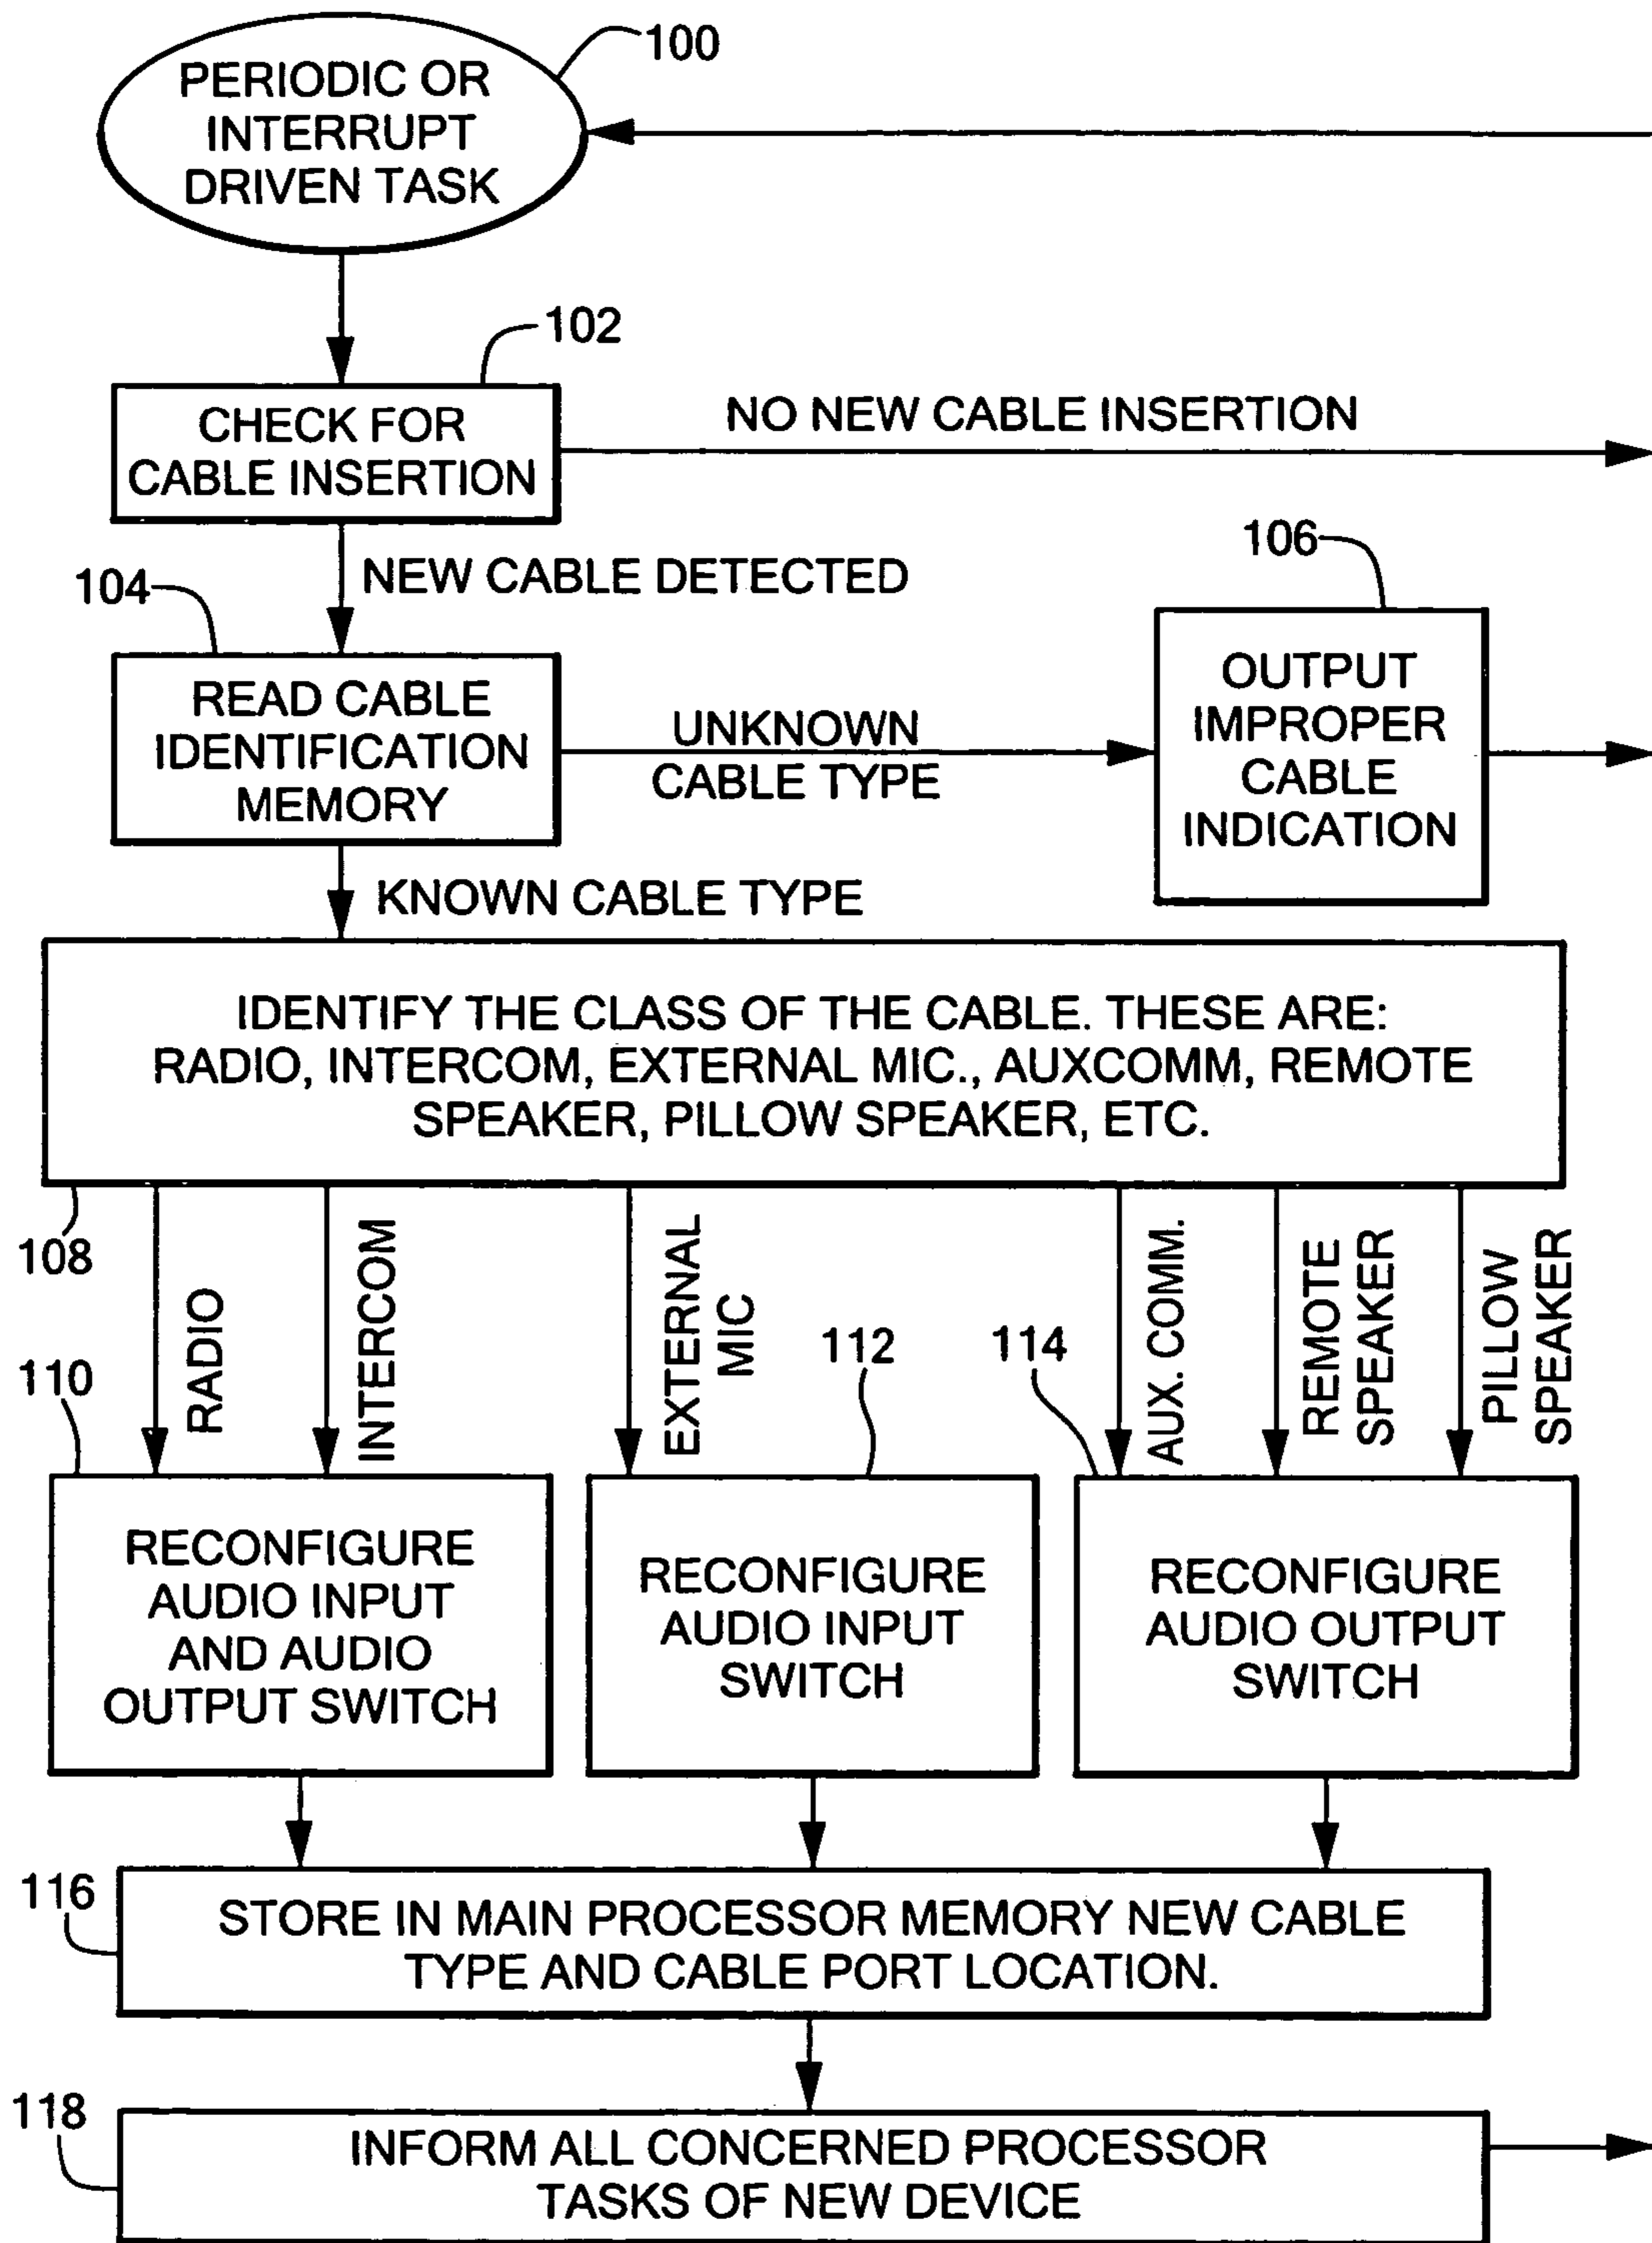 100
PERIODIC OR
INTERRUPT
DRIVEN TASK
102
CHECK FOR
CABLE INSERTION
NO NEW CABLE INSERTION
NEW CABLE DETECTED
104
READ CABLE
IDENTIFICATION
MEMORY
UNKNOWN
CABLE TYPE
106
OUTPUT
IMPROPER
CABLE
INDICATION
KNOWN CABLE TYPE
IDENTIFY THE CLASS OF THE CABLE. THESE ARE:
RADIO, INTERCOM, EXTERNAL MIC., AUXCOMM, REMOTE
SPEAKER, PILLOW SPEAKER, ETC.
108
RADIO
INTERCOM
EXTERNAL
MIC
AUX. COMM.
REMOTE
SPEAKER
PILLOW
SPEAKER
110
RECONFIGURE
AUDIO INPUT
AND AUDIO
OUTPUT SWITCH
112
RECONFIGURE
AUDIO INPUT
SWITCH
114
RECONFIGURE
AUDIO OUTPUT
SWITCH
116
STORE IN MAIN PROCESSOR MEMORY NEW CABLE
TYPE AND CABLE PORT LOCATION.
118
INFORM ALL CONCERNED PROCESSOR
TASKS OF NEW DEVICE